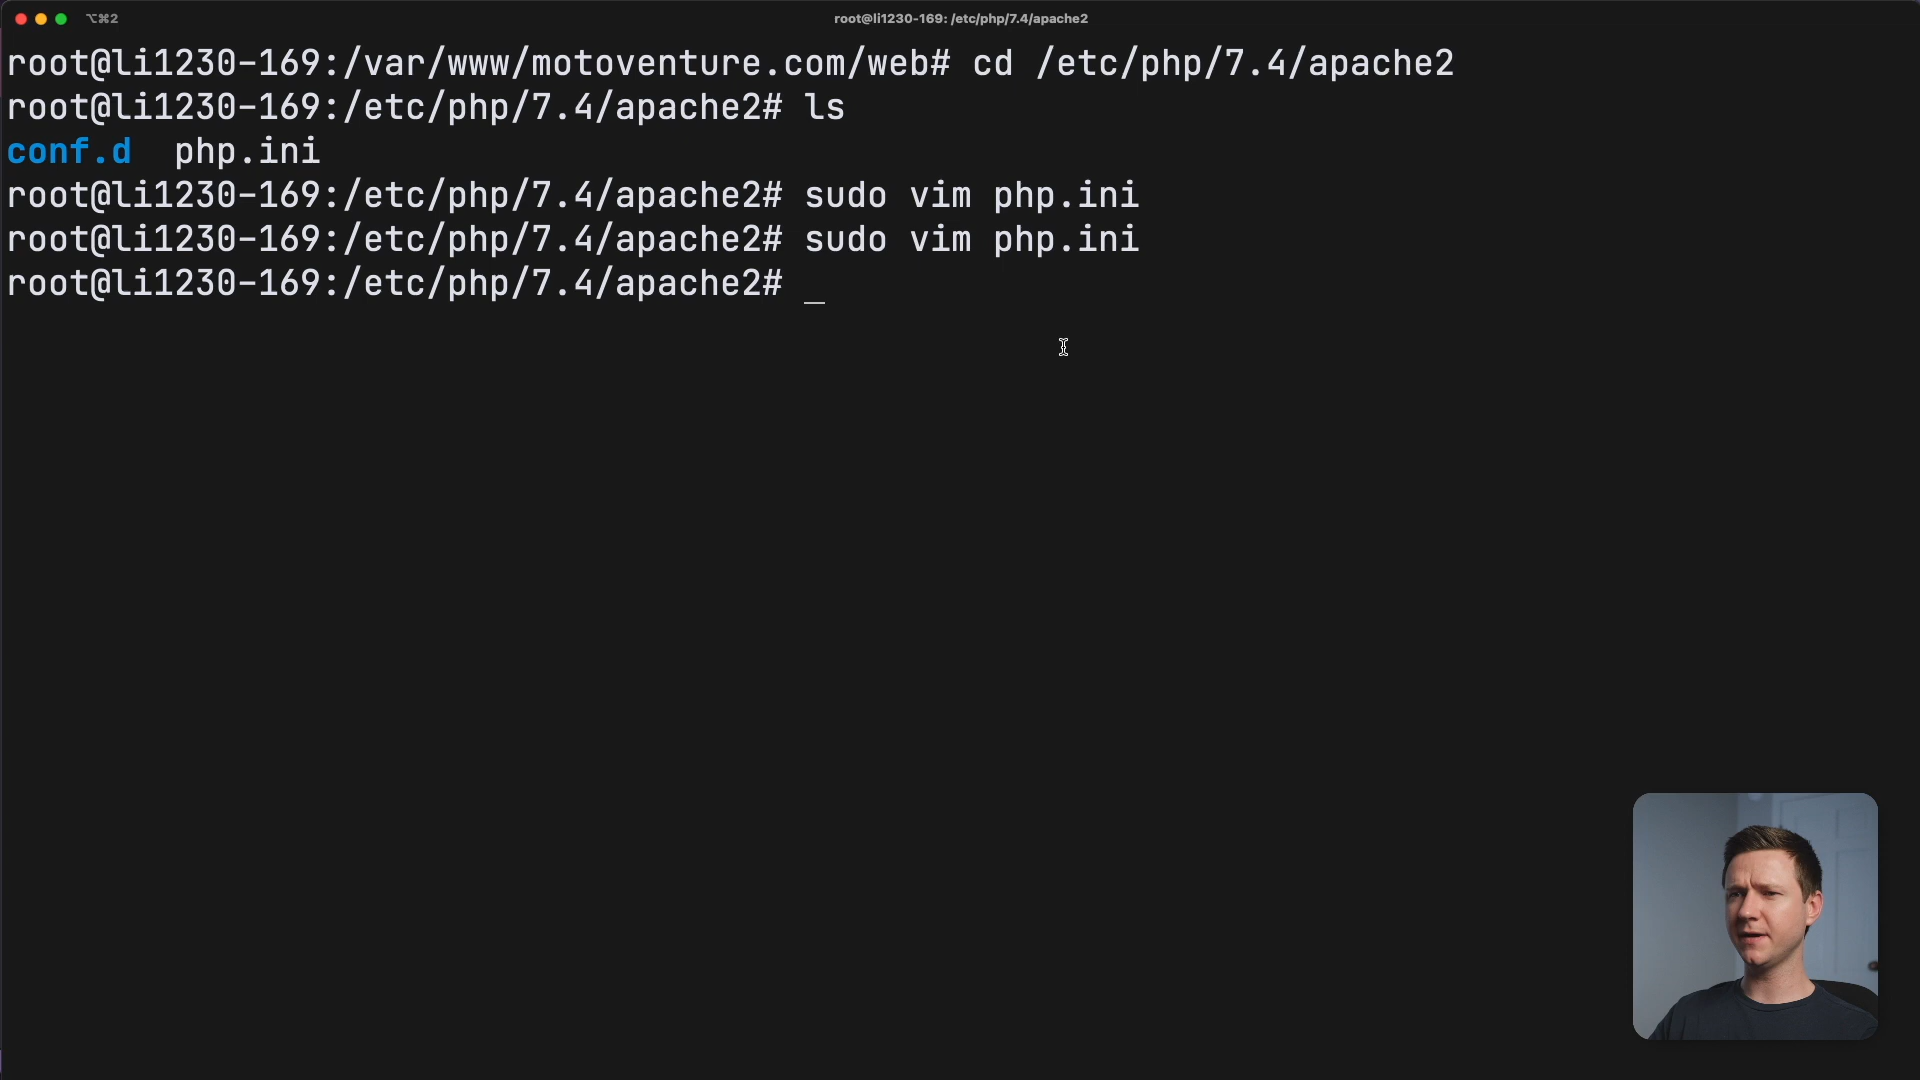 ⌥⌘2
root@li1230-169: /etc/php/7.4/apache2
root@li1230-169:/var/www/motoventure.com/web# cd /etc/php/7.4/apache2
root@li1230-169:/etc/php/7.4/apache2# ls
conf.d  php.ini
root@li1230-169:/etc/php/7.4/apache2# sudo vim php.ini
root@li1230-169:/etc/php/7.4/apache2# sudo vim php.ini
root@li1230-169:/etc/php/7.4/apache2# _